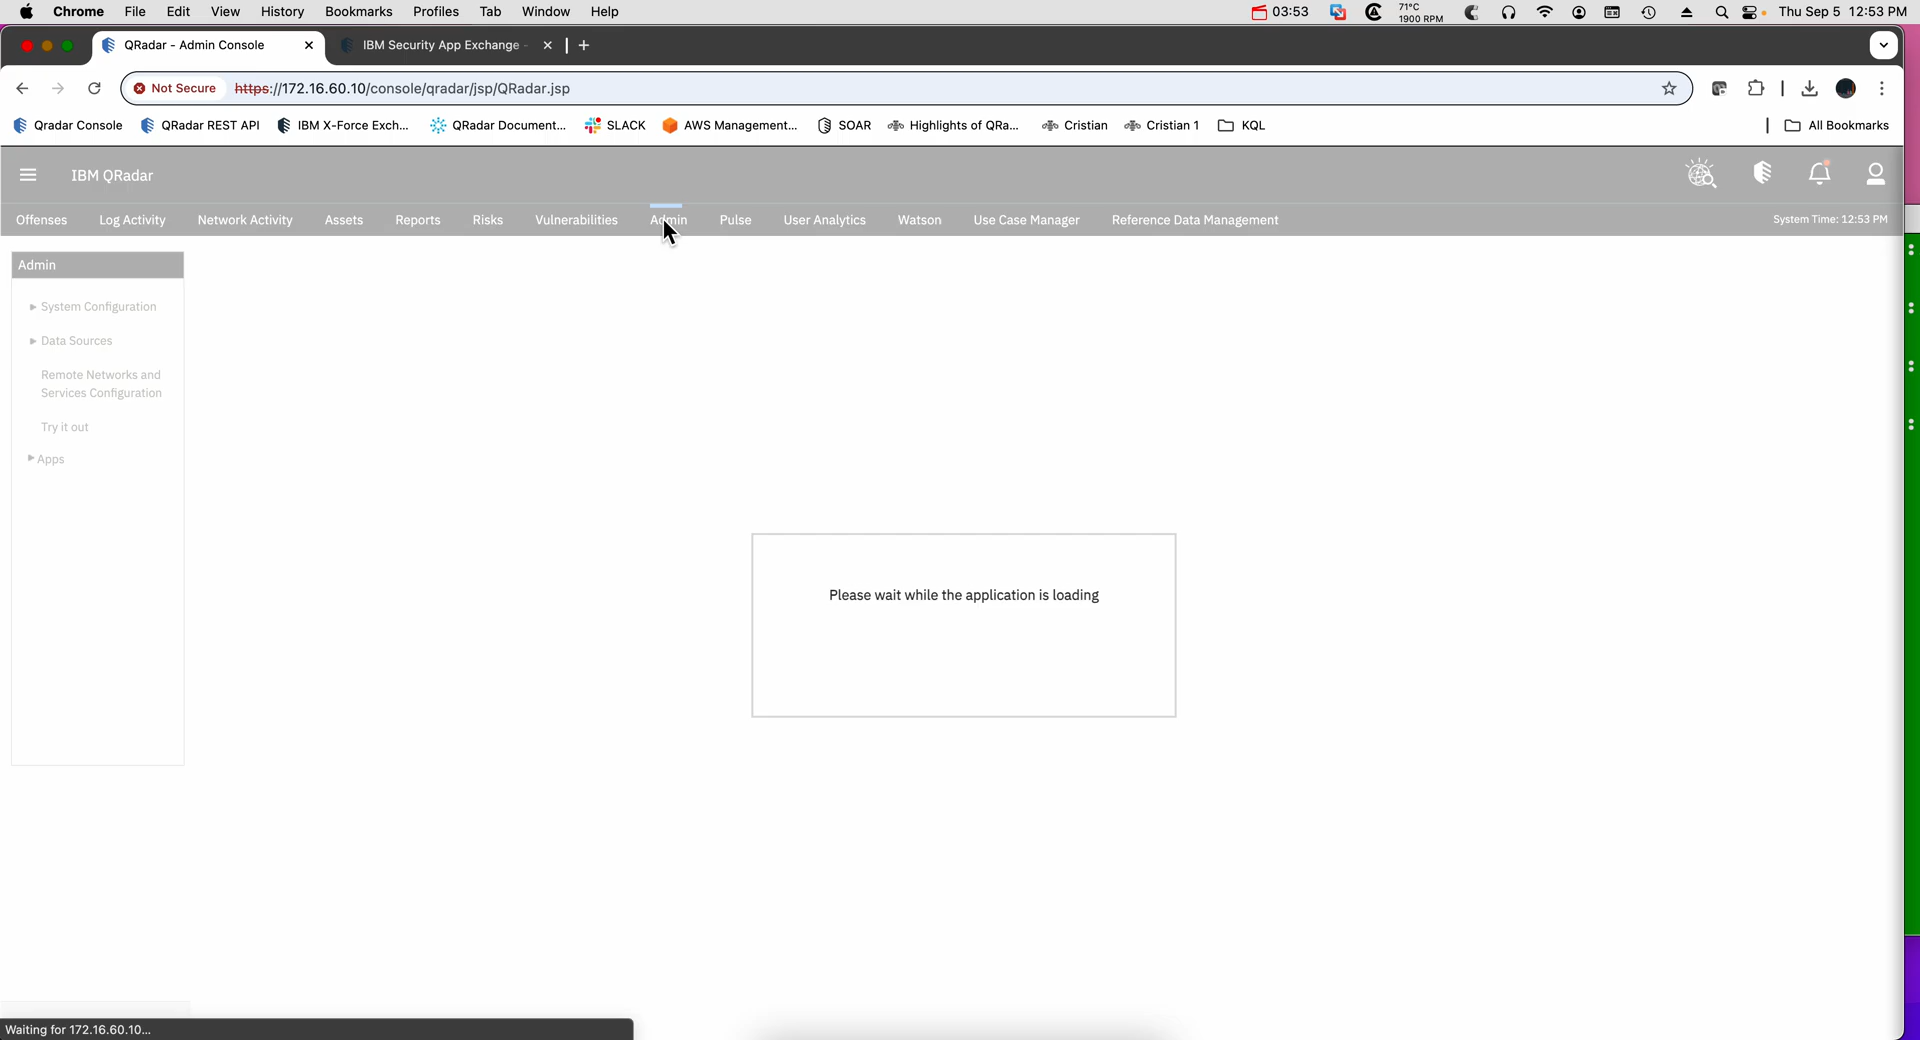 Chrome File Edit View History Bookmarks Profiles Tab Window Help 03:53 71°C 1900 RPM Thu Sep 5 12:53 PM
QRadar - Admin Console IBM Security App Exchange -
Not Secure https://172.16.60.10/console/qradar/jsp/QRadar.jsp
Qradar Console QRadar REST API IBM X-Force Exch... QRadar Document... SLACK AWS Management... SOAR Highlights of QRa... Cristian Cristian 1 KQL All Bookmarks
IBM QRadar
Offenses Log Activity Network Activity Assets Reports Risks Vulnerabilities Admin Pulse User Analytics Watson Use Case Manager Reference Data Management System Time: 12:53 PM
Admin
System Configuration
Data Sources
Remote Networks and
Services Configuration
Try it out
Apps
Please wait while the application is loading
Waiting for 172.16.60.10...